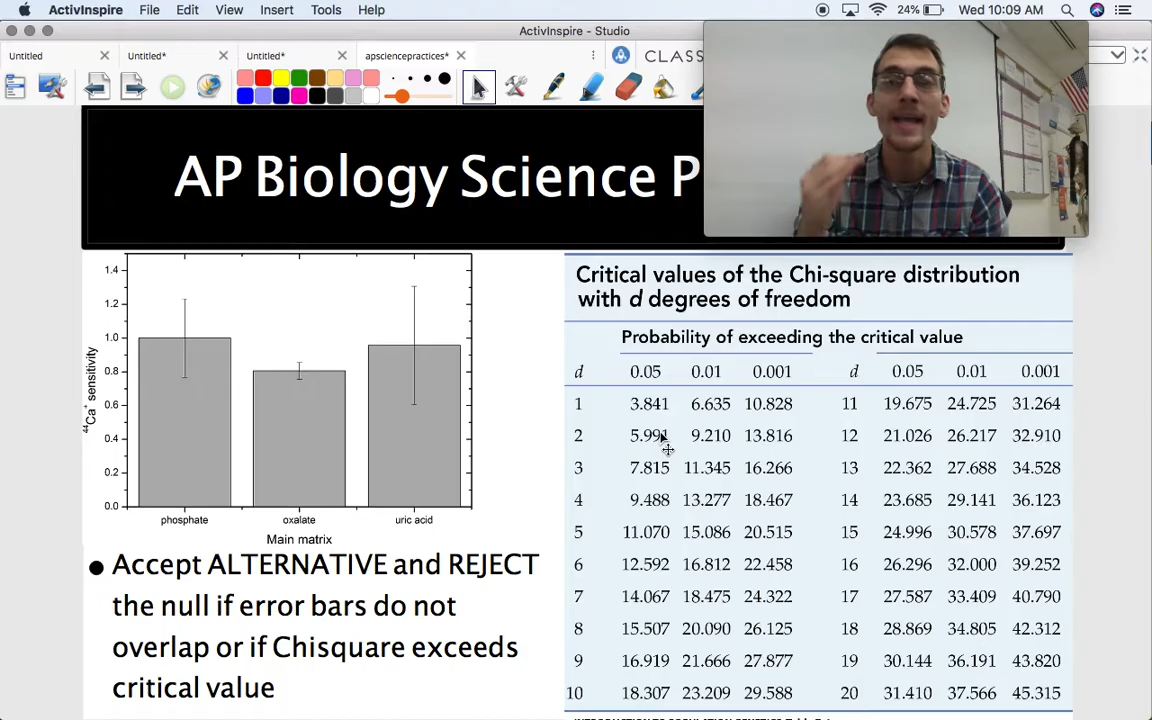 ActivInspire File Edit View Insert Tools Help 24% Wed 10:09 AM
ActivInspire - Studio
Untitled Untitled* Untitled* apsciencepractices* CLASS
AP Biology Science P
1.4
1.2
1.0
0.8
0.6
0.4
0.2
0.0
44Ca+ sensitivity
phosphate oxalate uric acid
Main matrix
● Accept ALTERNATIVE and REJECT
the null if error bars do not
overlap or if Chisquare exceeds
critical value
Critical values of the Chi-square distribution
with d degrees of freedom
Probability of exceeding the critical value
d 0.05 0.01 0.001 d 0.05 0.01 0.001
1 3.841 6.635 10.828 11 19.675 24.725 31.264
2 5.991 9.210 13.816 12 21.026 26.217 32.910
3 7.815 11.345 16.266 13 22.362 27.688 34.528
4 9.488 13.277 18.467 14 23.685 29.141 36.123
5 11.070 15.086 20.515 15 24.996 30.578 37.697
6 12.592 16.812 22.458 16 26.296 32.000 39.252
7 14.067 18.475 24.322 17 27.587 33.409 40.790
8 15.507 20.090 26.125 18 28.869 34.805 42.312
9 16.919 21.666 27.877 19 30.144 36.191 43.820
10 18.307 23.209 29.588 20 31.410 37.566 45.315